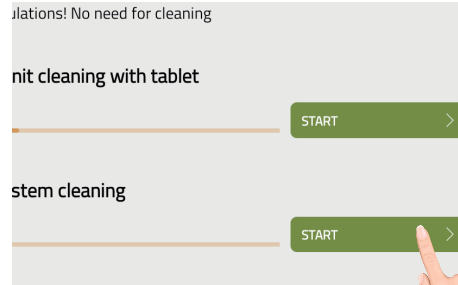 ulations! No need for cleaning
nit cleaning with tablet
START
stem cleaning
START